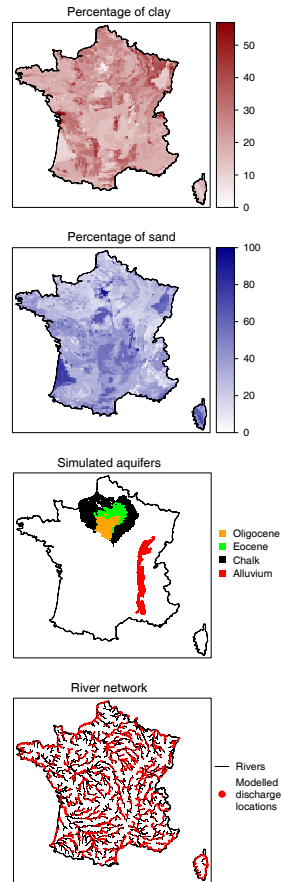 Percentage of clay
50
40
30
20
10
0
Percentage of sand
100
80
60
40
20
0
Simulated aquifers
Oligocene
Eocene
Chalk
Alluvium
River network
Rivers
Modelled
discharge
locations